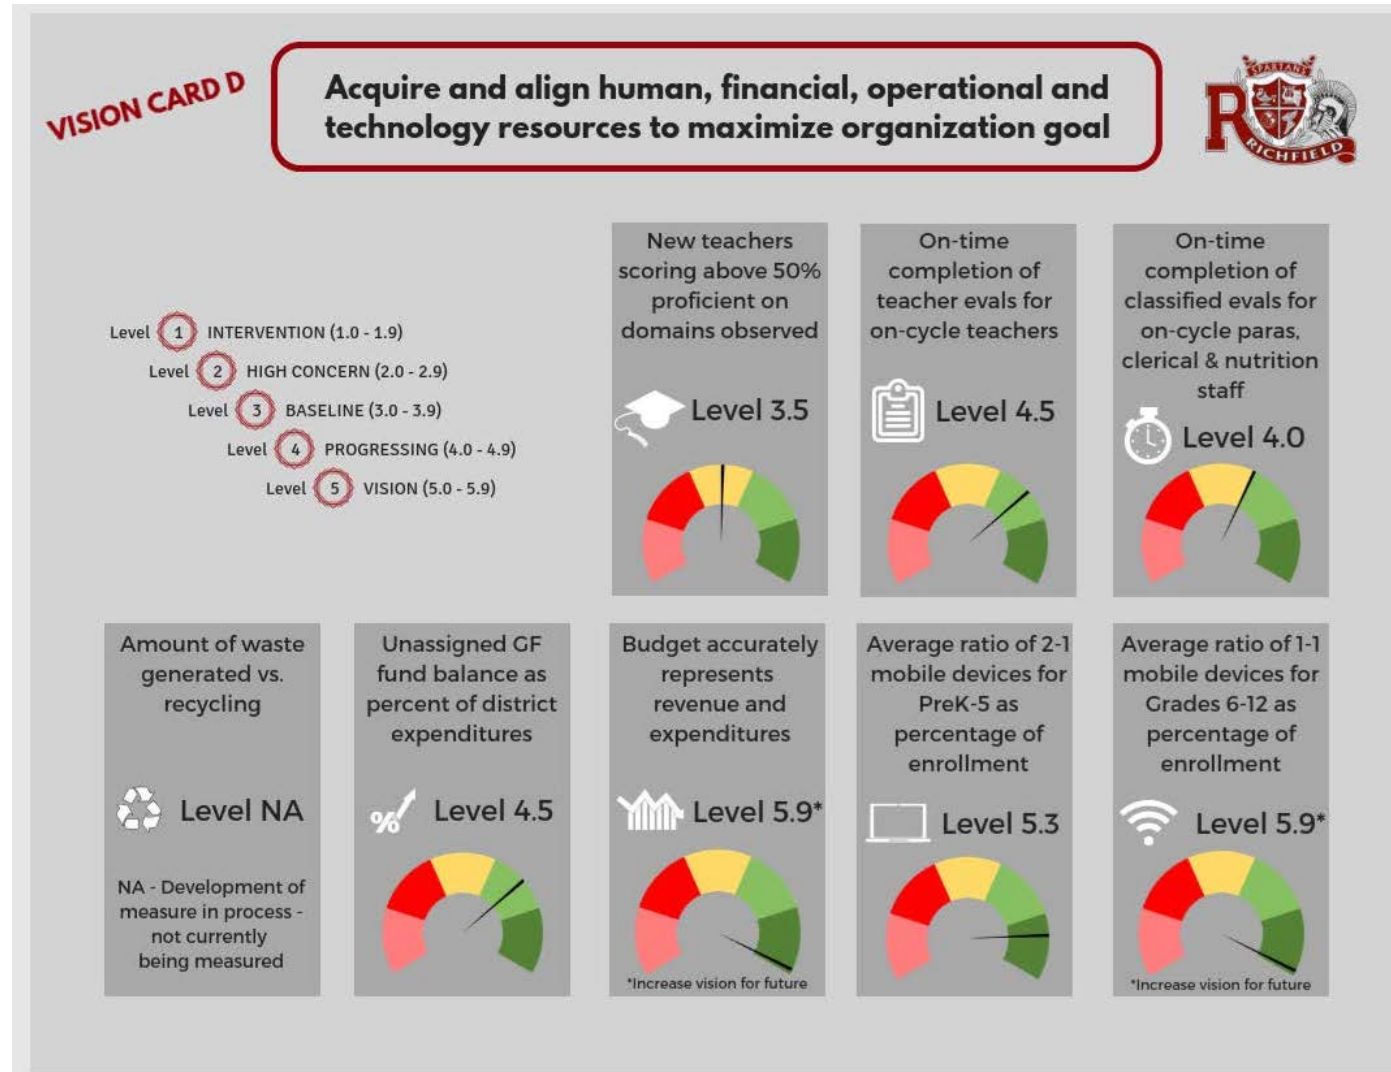 VISION CARD D
Acquire and align human, financial, operational and
technology resources to maximize organization goal
SPARTANS
R
RICHFIELD
Level 1 INTERVENTION (1.0 - 1.9)
Level 2 HIGH CONCERN (2.0 - 2.9)
Level 3 BASELINE (3.0 - 3.9)
Level 4 PROGRESSING (4.0 - 4.9)
Level 5 VISION (5.0 - 5.9)
New teachers
scoring above 50%
proficient on
domains observed
Level 3.5
On-time
completion of
teacher evals for
on-cycle teachers
Level 4.5
On-time
completion of
classified evals for
on-cycle paras,
clerical & nutrition
staff
Level 4.0
Amount of waste
generated vs.
recycling
Level NA
NA - Development of
measure in process -
not currently
being measured
Unassigned GF
fund balance as
percent of district
expenditures
%
Level 4.5
Budget accurately
represents
revenue and
expenditures
Level 5.9*
*Increase vision for future
Average ratio of 2-1
mobile devices for
PreK-5 as
percentage of
enrollment
Level 5.3
Average ratio of 1-1
mobile devices for
Grades 6-12 as
percentage of
enrollment
Level 5.9*
*Increase vision for future